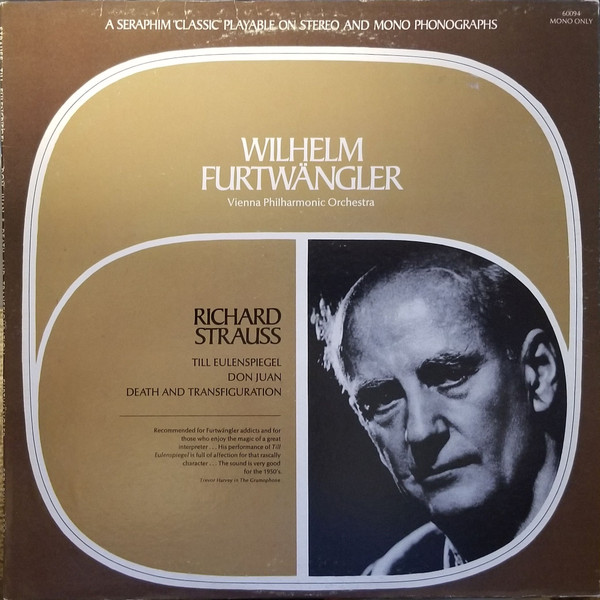 A SERAPHIM "CLASSIC" PLAYABLE ON STEREO AND MONO PHONOGRAPHS
60094
MONO ONLY
WILHELM
FURTWÄNGLER
Vienna Philharmonic Orchestra
RICHARD
STRAUSS
TILL EULENSPIEGEL
DON JUAN
DEATH AND TRANSFIGURATION
Recommended for Furtwängler addicts and for
those who enjoy the magic of a great
interpreter . . . His performance of Till
Eulenspiegel is full of affection for that rascally
character . . . The sound is very good
for the 1950's
Trevor Harvey in The Gramophone